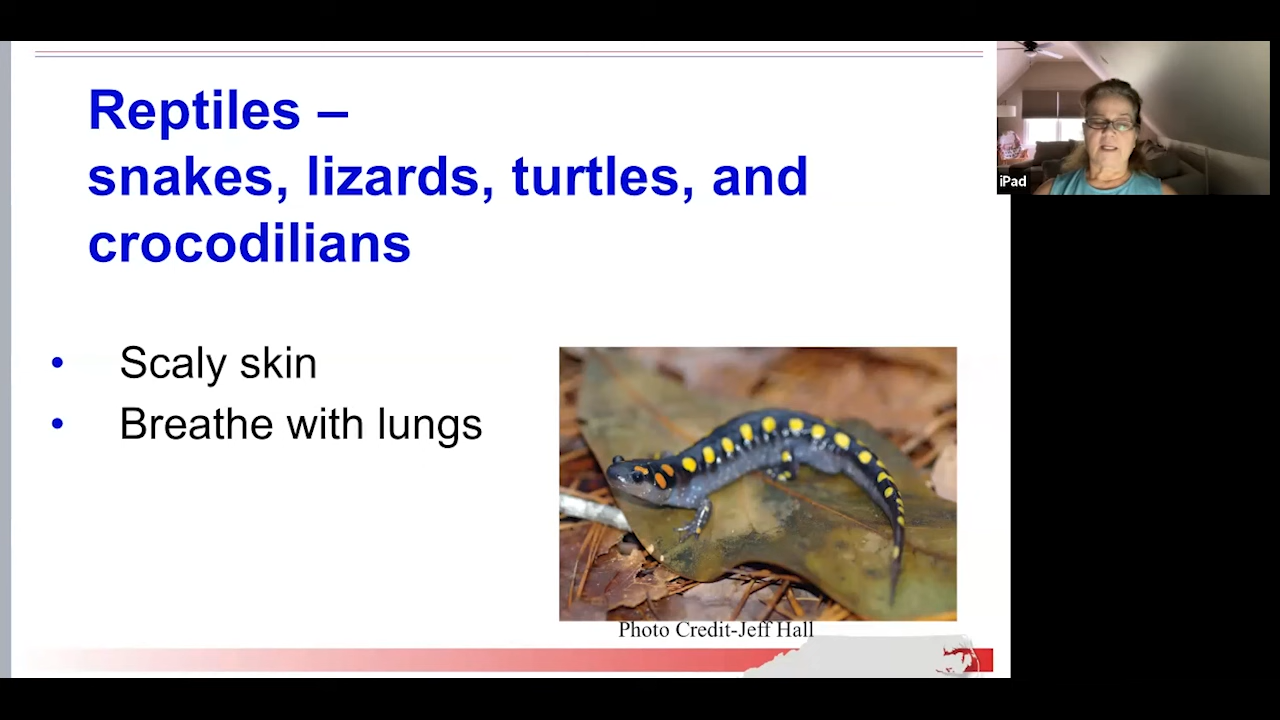 Reptiles –
snakes, lizards, turtles, and
crocodilians
• Scaly skin
• Breathe with lungs
Photo Credit-Jeff Hall
iPad